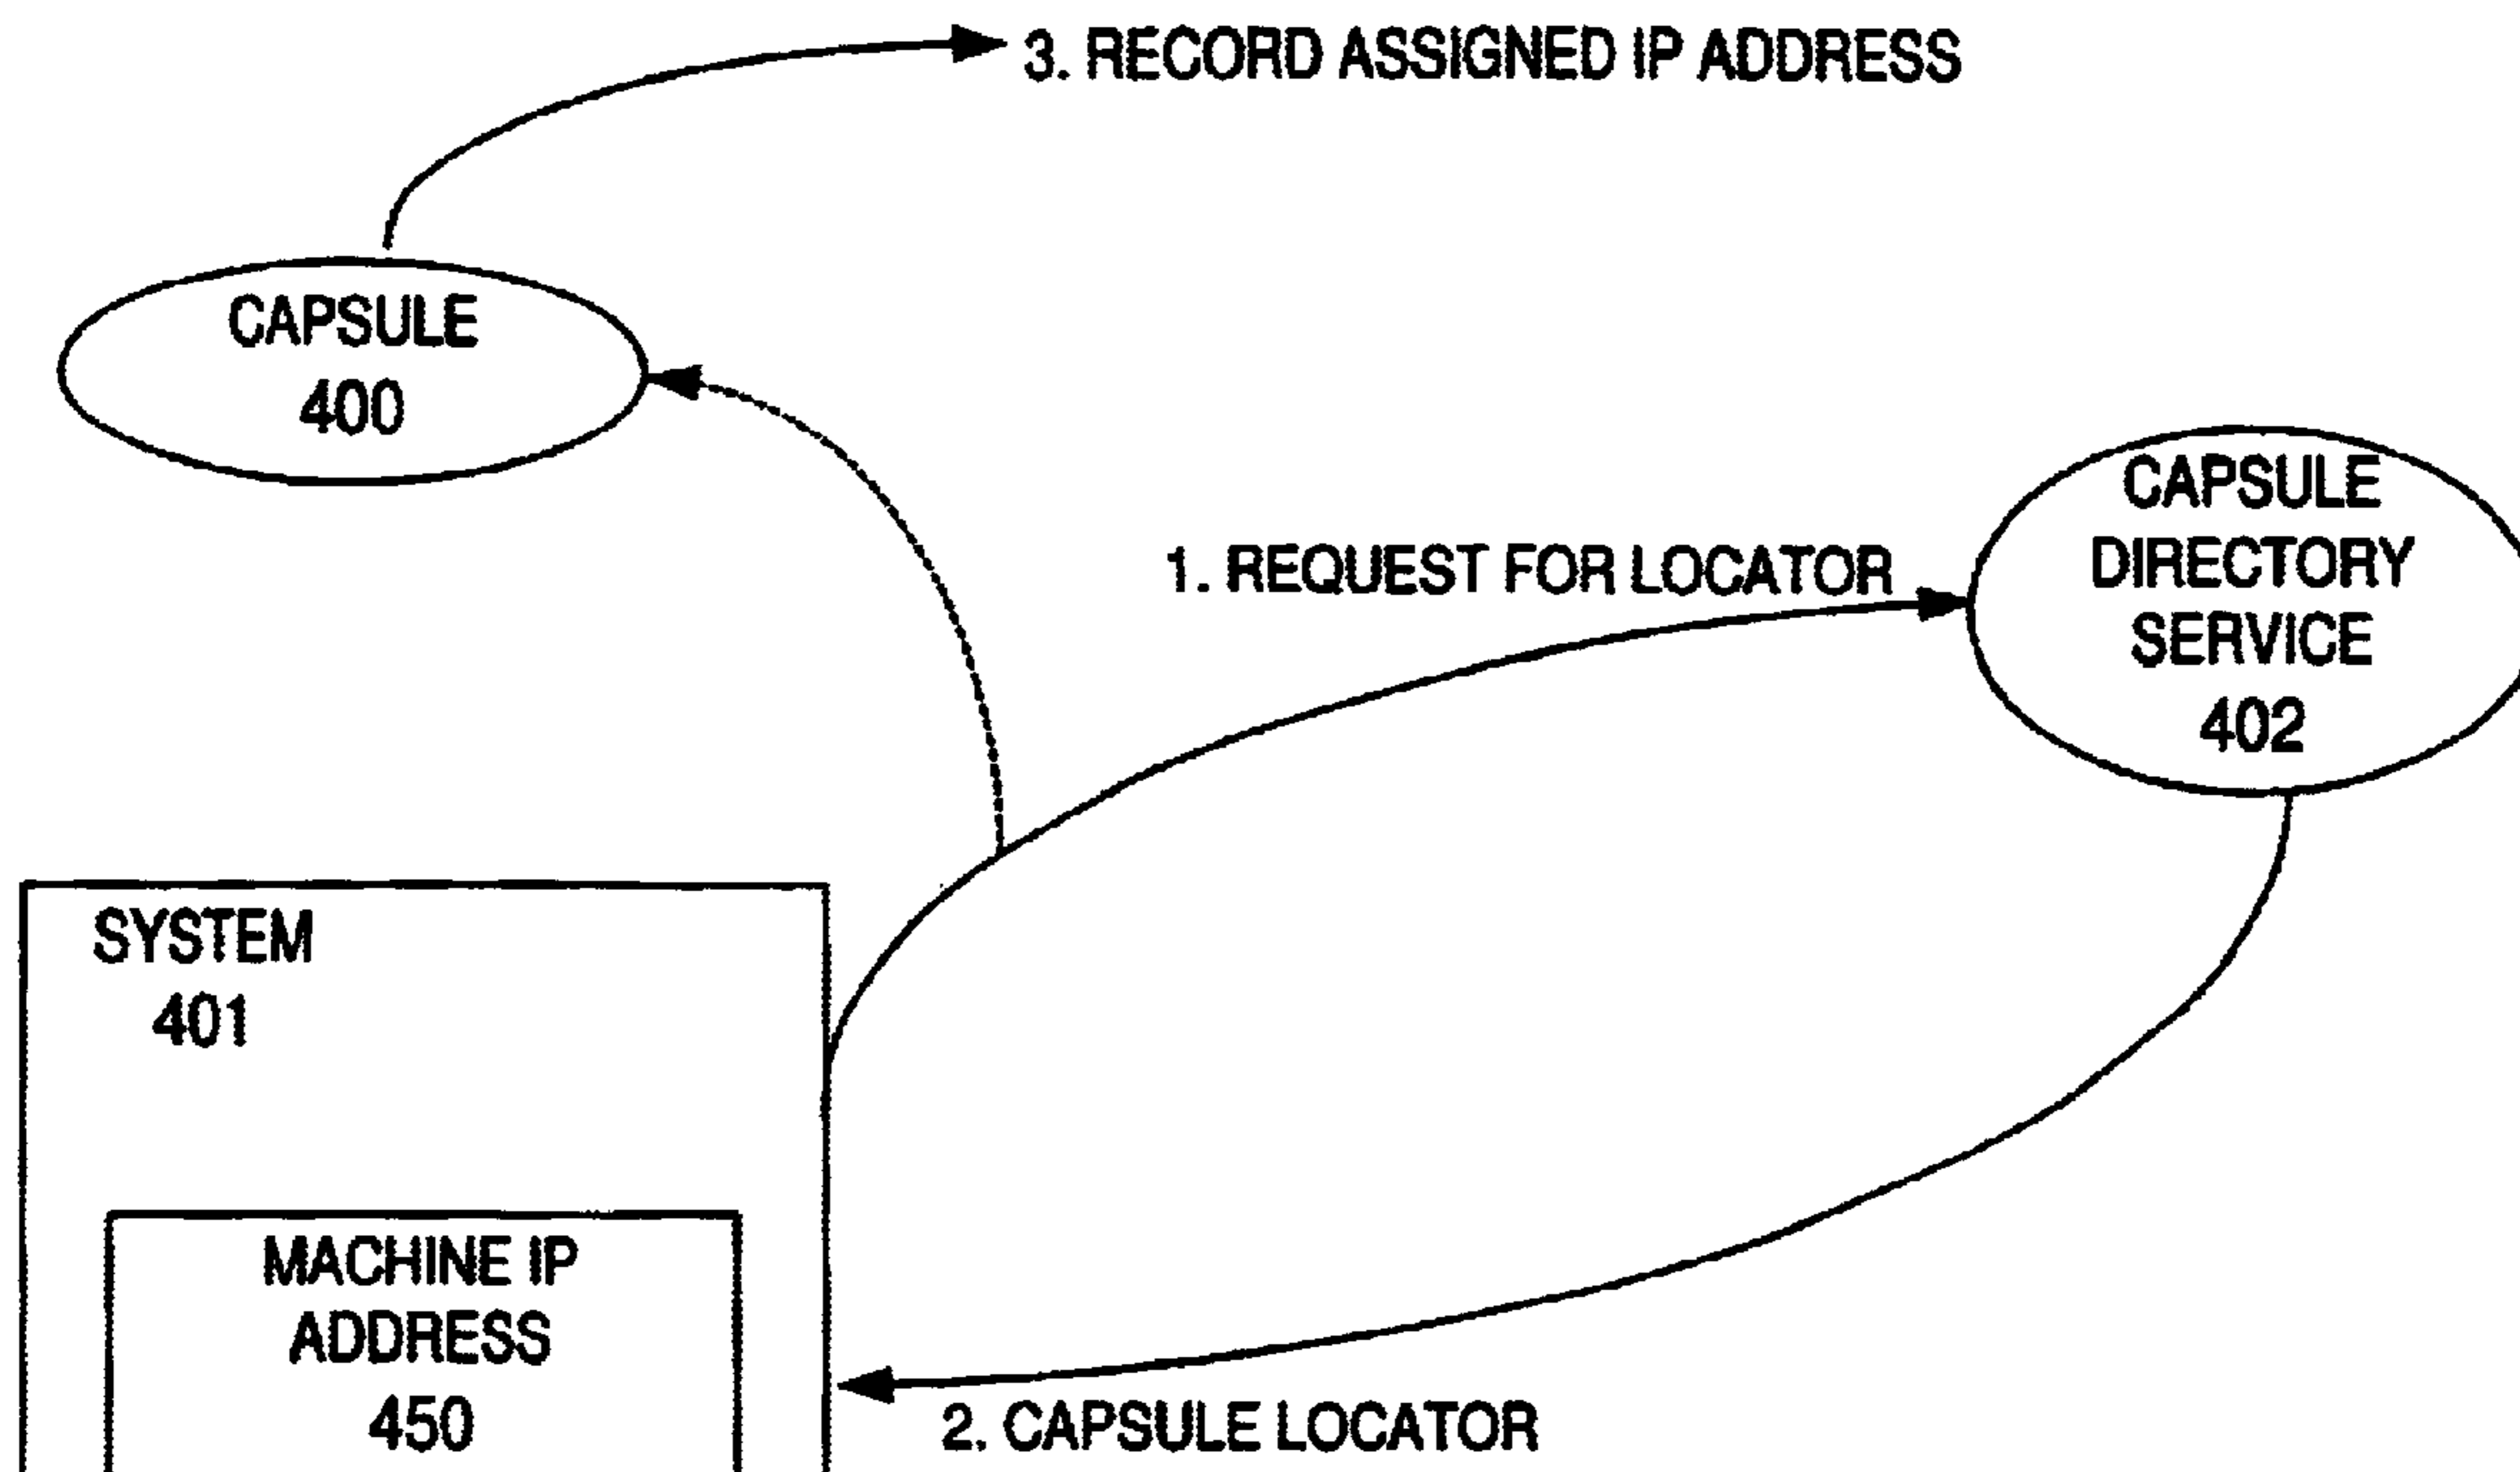 3. RECORD ASSIGNED IP ADDRESS
CAPSULE
400
CAPSULE
DIRECTORY
SERVICE
402
1. REQUEST FOR LOCATOR
SYSTEM
401
MACHINE IP
ADDRESS
450
2. CAPSULE LOCATOR